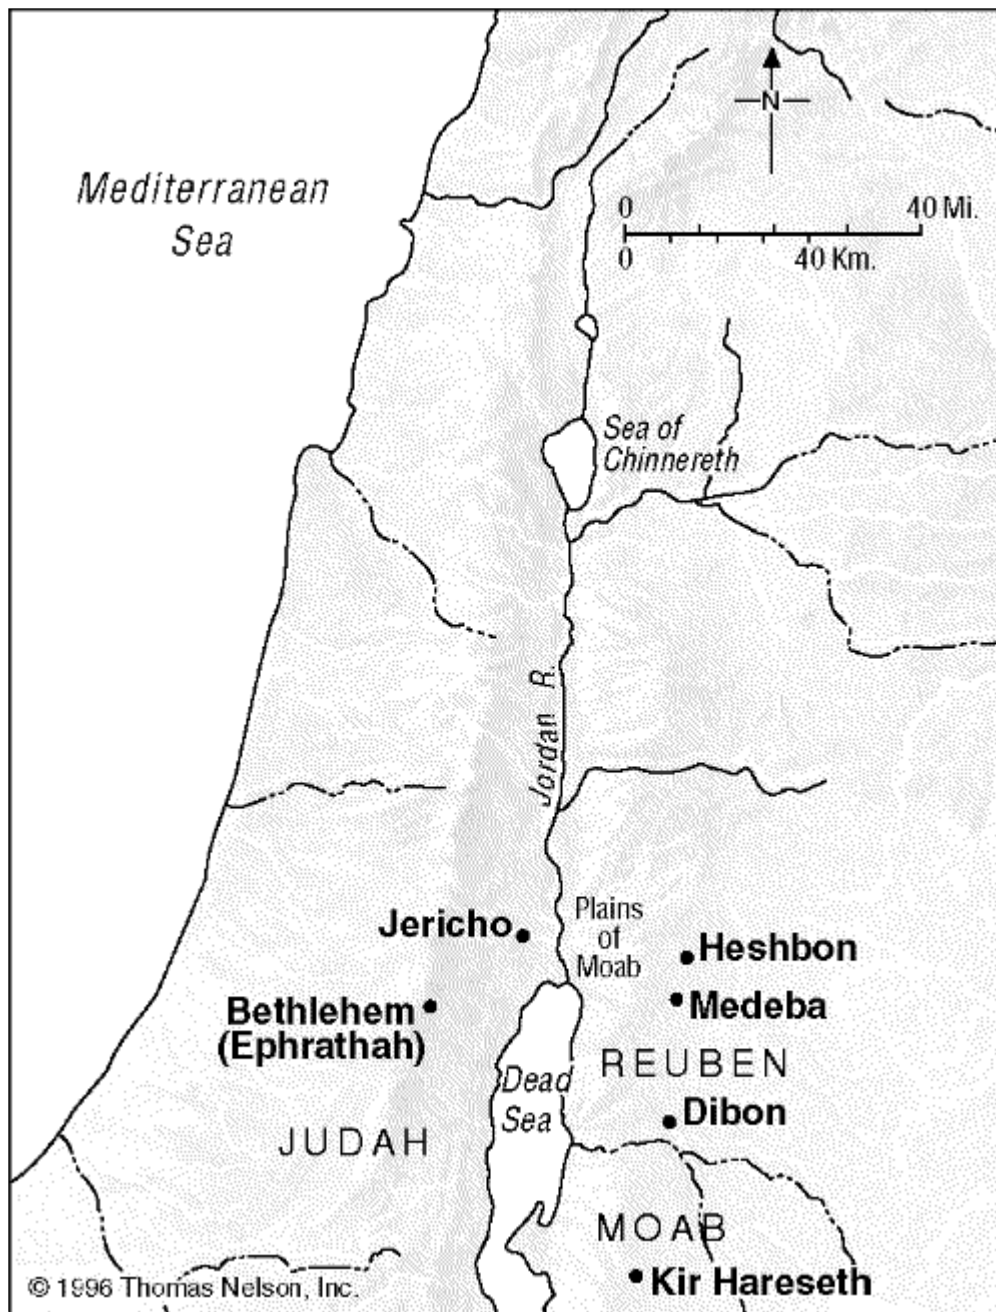 N
Mediterranean
Sea
0 40 Mi.
0 40 Km.
Sea of
Chinnereth
Jordan R.
Jericho
Plains
of
Moab
Heshbon
Bethlehem
(Ephrathah)
Medeba
REUBEN
Dead
Sea
Dibon
JUDAH
MOAB
Kir Hareseth
© 1996 Thomas Nelson, Inc.